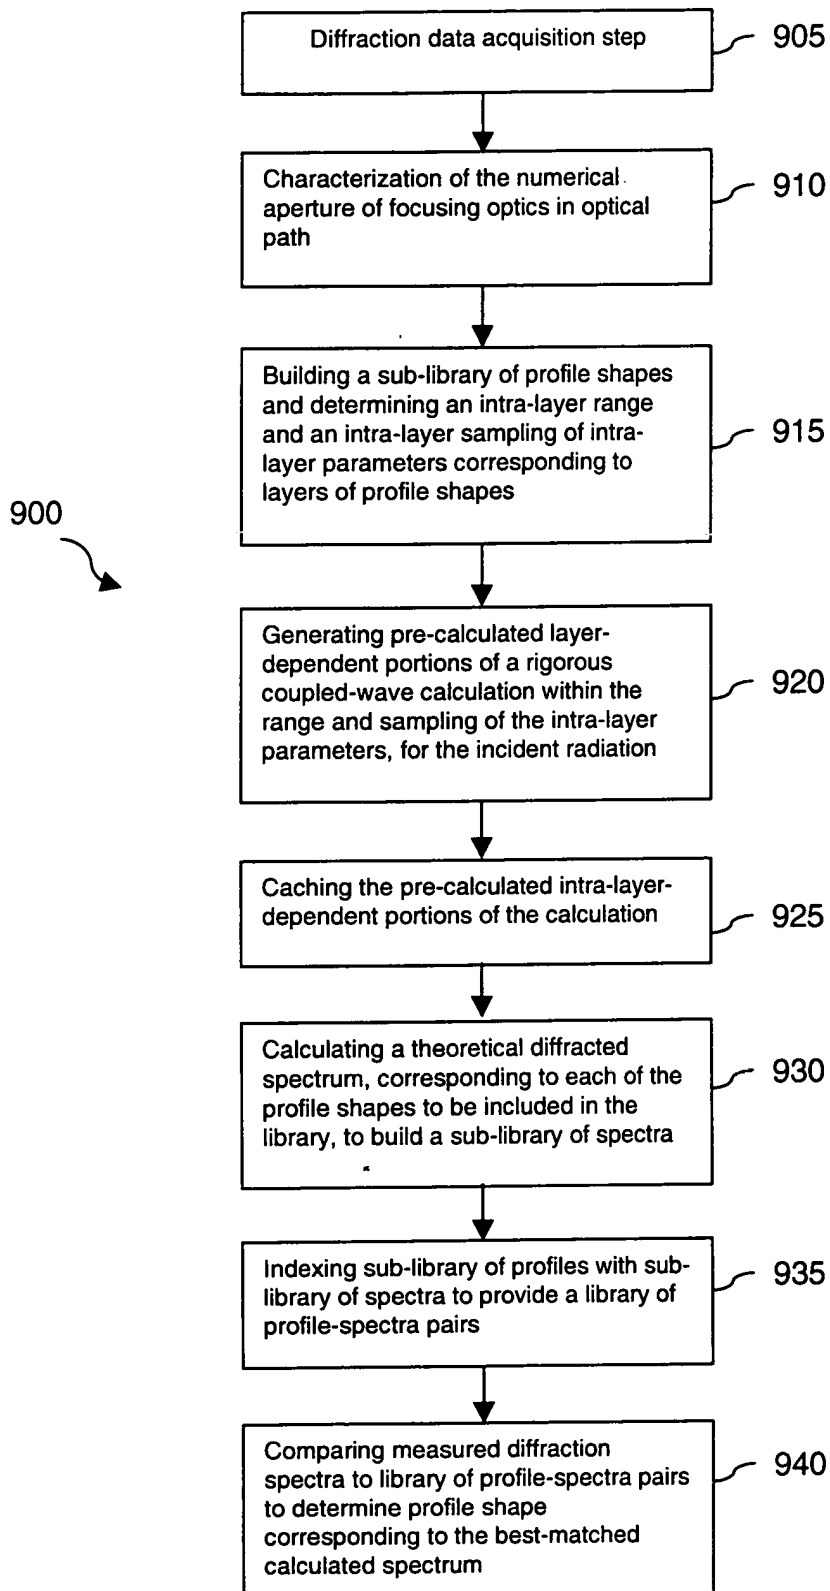 Diffraction data acquisition step
905
Characterization of the numerical
aperture of focusing optics in optical
path
910
Building a sub-library of profile shapes
and determining an intra-layer range
and an intra-layer sampling of intra-
layer parameters corresponding to
layers of profile shapes
915
900
Generating pre-calculated layer-
dependent portions of a rigorous
coupled-wave calculation within the
range and sampling of the intra-layer
parameters, for the incident radiation
920
Caching the pre-calculated intra-layer-
dependent portions of the calculation
925
Calculating a theoretical diffracted
spectrum, corresponding to each of the
profile shapes to be included in the
library, to build a sub-library of spectra
930
Indexing sub-library of profiles with sub-
library of spectra to provide a library of
profile-spectra pairs
935
Comparing measured diffraction
spectra to library of profile-spectra pairs
to determine profile shape
corresponding to the best-matched
calculated spectrum
940